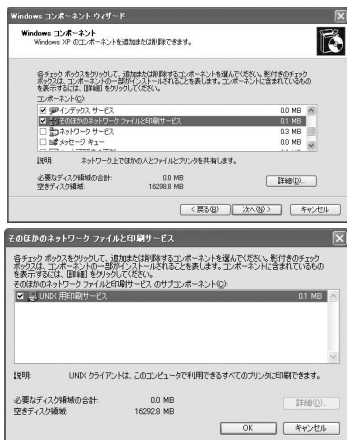 Windows コンポーネント ウィザード
Windows コンポーネント
Windows XP のコンポーネントを追加または削除できます。
各チェック ボックスをクリックして、追加または削除するコンポーネントを選んでください。影付きのチェック
ボックスは、コンポーネントの一部がインストールされることを表します。コンポーネントに含まれているもの
を表示するには、[詳細] をクリックしてください。
コンポーネント(C):
インデックス サービス 0.0 MB
そのほかのネットワーク ファイルと印刷サービス 0.1 MB
ネットワーク サービス 0.3 MB
メッセージ キュー 0.0 MB
説明: ネットワーク上でほかの人とファイルとプリンタを共有します。
必要なディスク領域の合計: 0.0 MB
空きディスク領域: 16298.8 MB
詳細(D)...
< 戻る(B) 次へ(N) > キャンセル
そのほかのネットワーク ファイルと印刷サービス
各チェック ボックスをクリックして、追加または削除するコンポーネントを選んでください。影付きのチェック
ボックスは、コンポーネントの一部がインストールされることを表します。コンポーネントに含まれているもの
を表示するには、[詳細] をクリックしてください。
そのほかのネットワーク ファイルと印刷サービス のサブコンポーネント(C):
UNIX 用印刷サービス 0.1 MB
説明: UNIX クライアントは、このコンピュータで利用できるすべてのプリンタに印刷できます。
必要なディスク領域の合計: 0.0 MB
空きディスク領域: 16292.8 MB
詳細(D)...
OK キャンセル